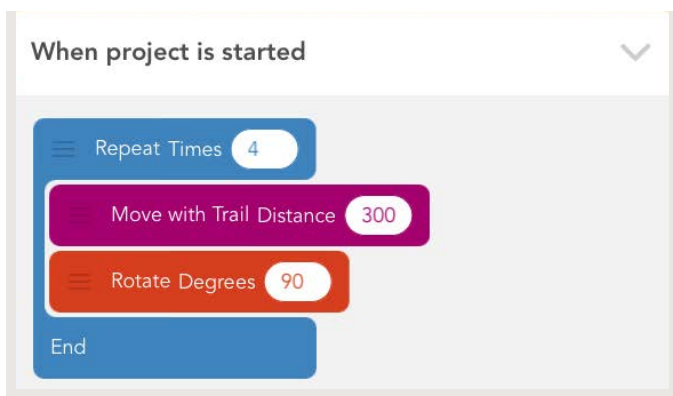 When project is started
Repeat Times 4
Move with Trail Distance 300
Rotate Degrees 90
End